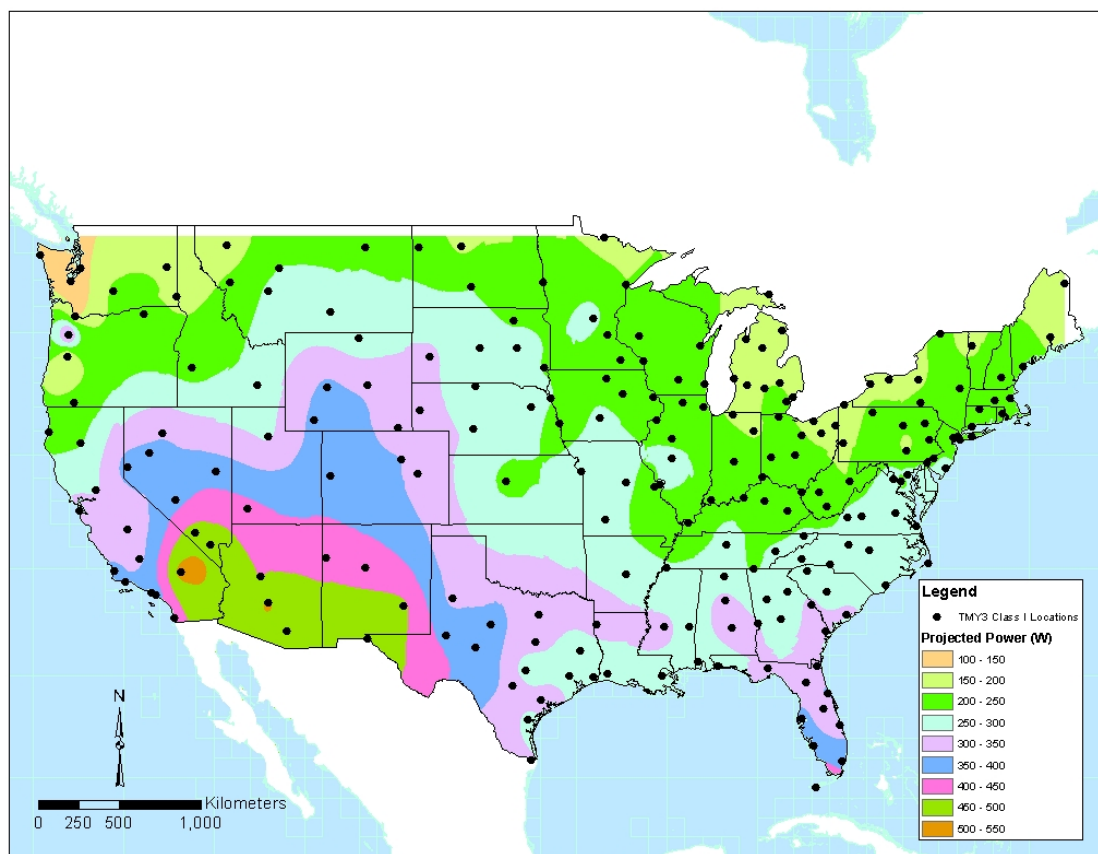 N
Kilometers
0 250 500 1,000
Legend
TMY3 Class I Locations
Projected Power (W)
100 - 150
150 - 200
200 - 250
250 - 300
300 - 350
350 - 400
400 - 450
450 - 500
500 - 550